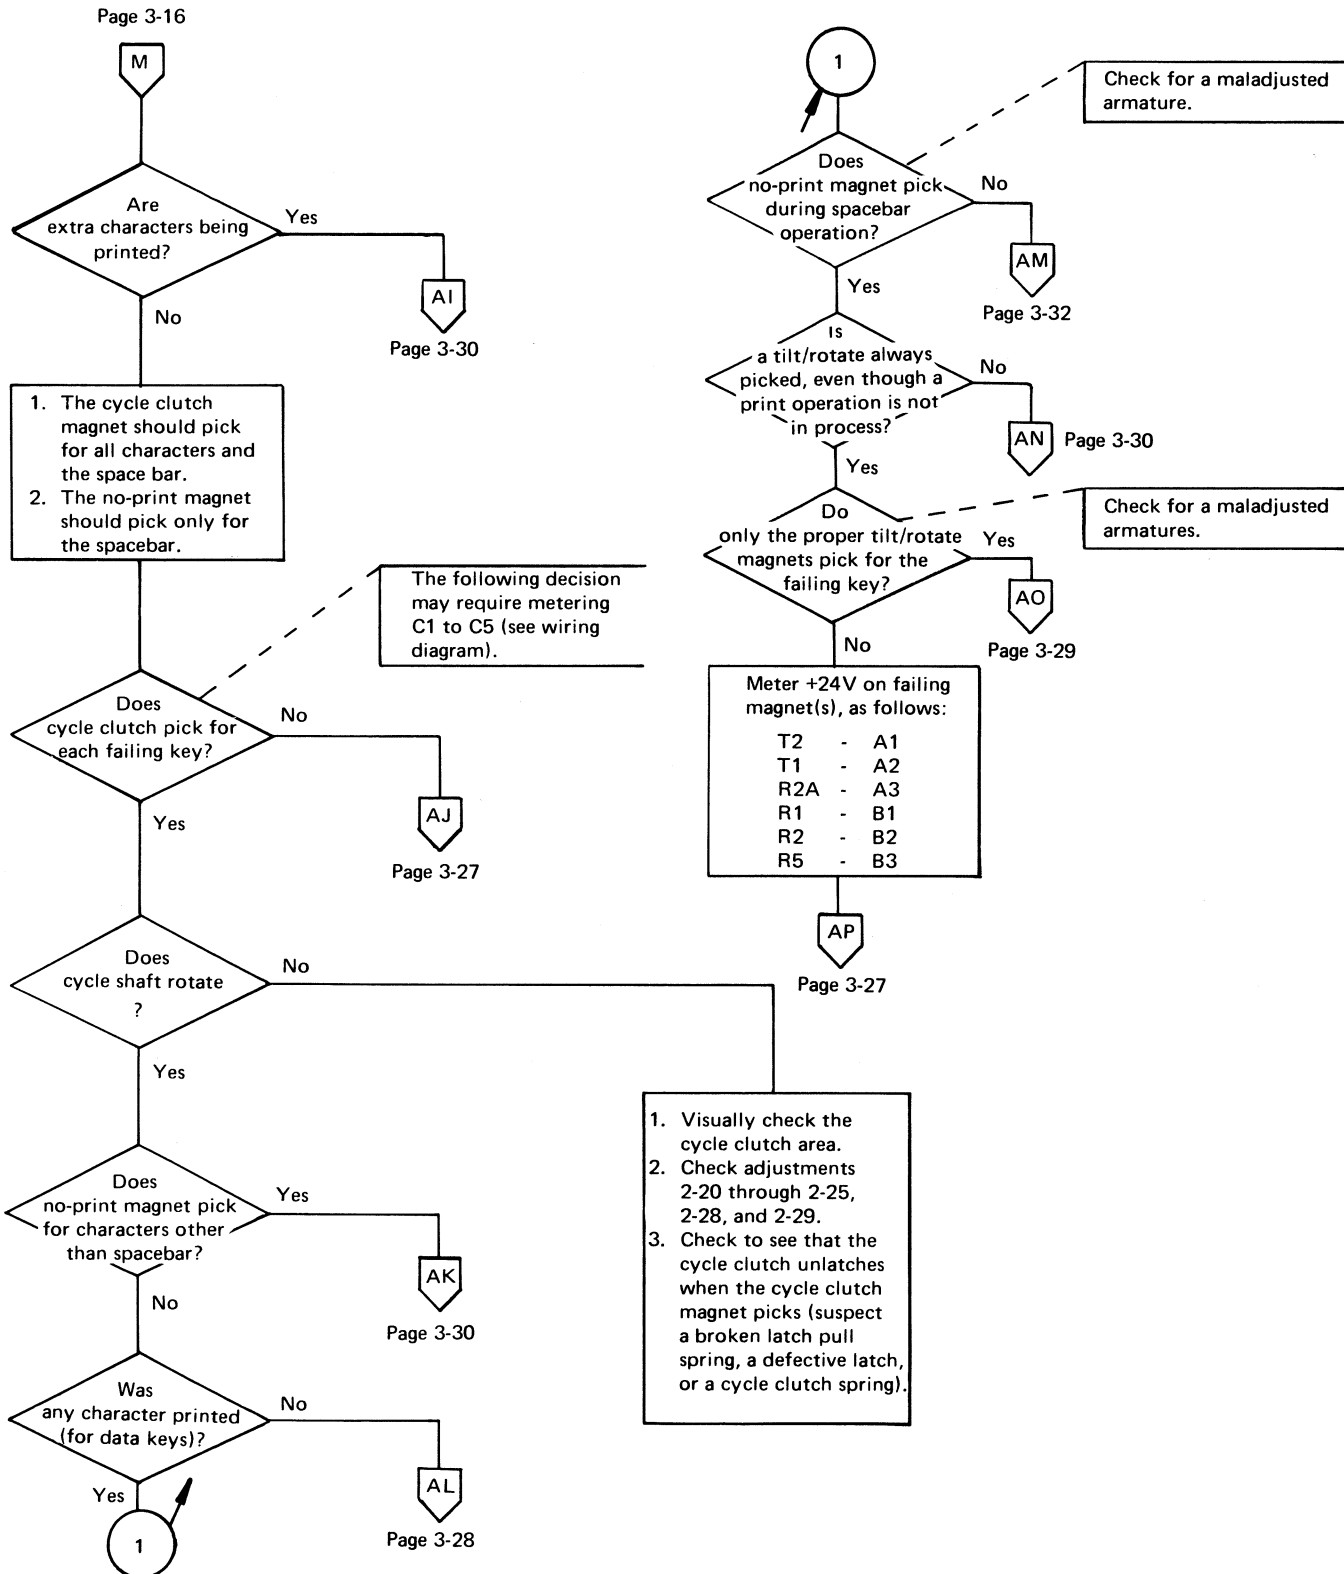 Page 3-16
M
Are
extra characters being
printed?
Yes
AI
Page 3-30
No
1. The cycle clutch
magnet should pick
for all characters and
the space bar.
2. The no-print magnet
should pick only for
the spacebar.
The following decision
may require metering
C1 to C5 (see wiring
diagram).
Does
cycle clutch pick for
each failing key?
No
AJ
Page 3-27
Yes
Does
cycle shaft rotate
?
No
1. Visually check the
cycle clutch area.
2. Check adjustments
2-20 through 2-25,
2-28, and 2-29.
3. Check to see that the
cycle clutch unlatches
when the cycle clutch
magnet picks (suspect
a broken latch pull
spring, a defective latch,
or a cycle clutch spring).
Yes
Does
no-print magnet pick
for characters other
than spacebar?
Yes
AK
Page 3-30
No
Was
any character printed
(for data keys)?
No
AL
Page 3-28
Yes
1
1
Check for a maladjusted
armature.
Does
no-print magnet pick
during spacebar
operation?
No
AM
Page 3-32
Yes
Is
a tilt/rotate always
picked, even though a
print operation is not
in process?
No
AN
Page 3-30
Yes
Check for a maladjusted
armatures.
Do
only the proper tilt/rotate
magnets pick for the
failing key?
Yes
AO
Page 3-29
No
Meter +24V on failing
magnet(s), as follows:
T2 - A1
T1 - A2
R2A - A3
R1 - B1
R2 - B2
R5 - B3
AP
Page 3-27